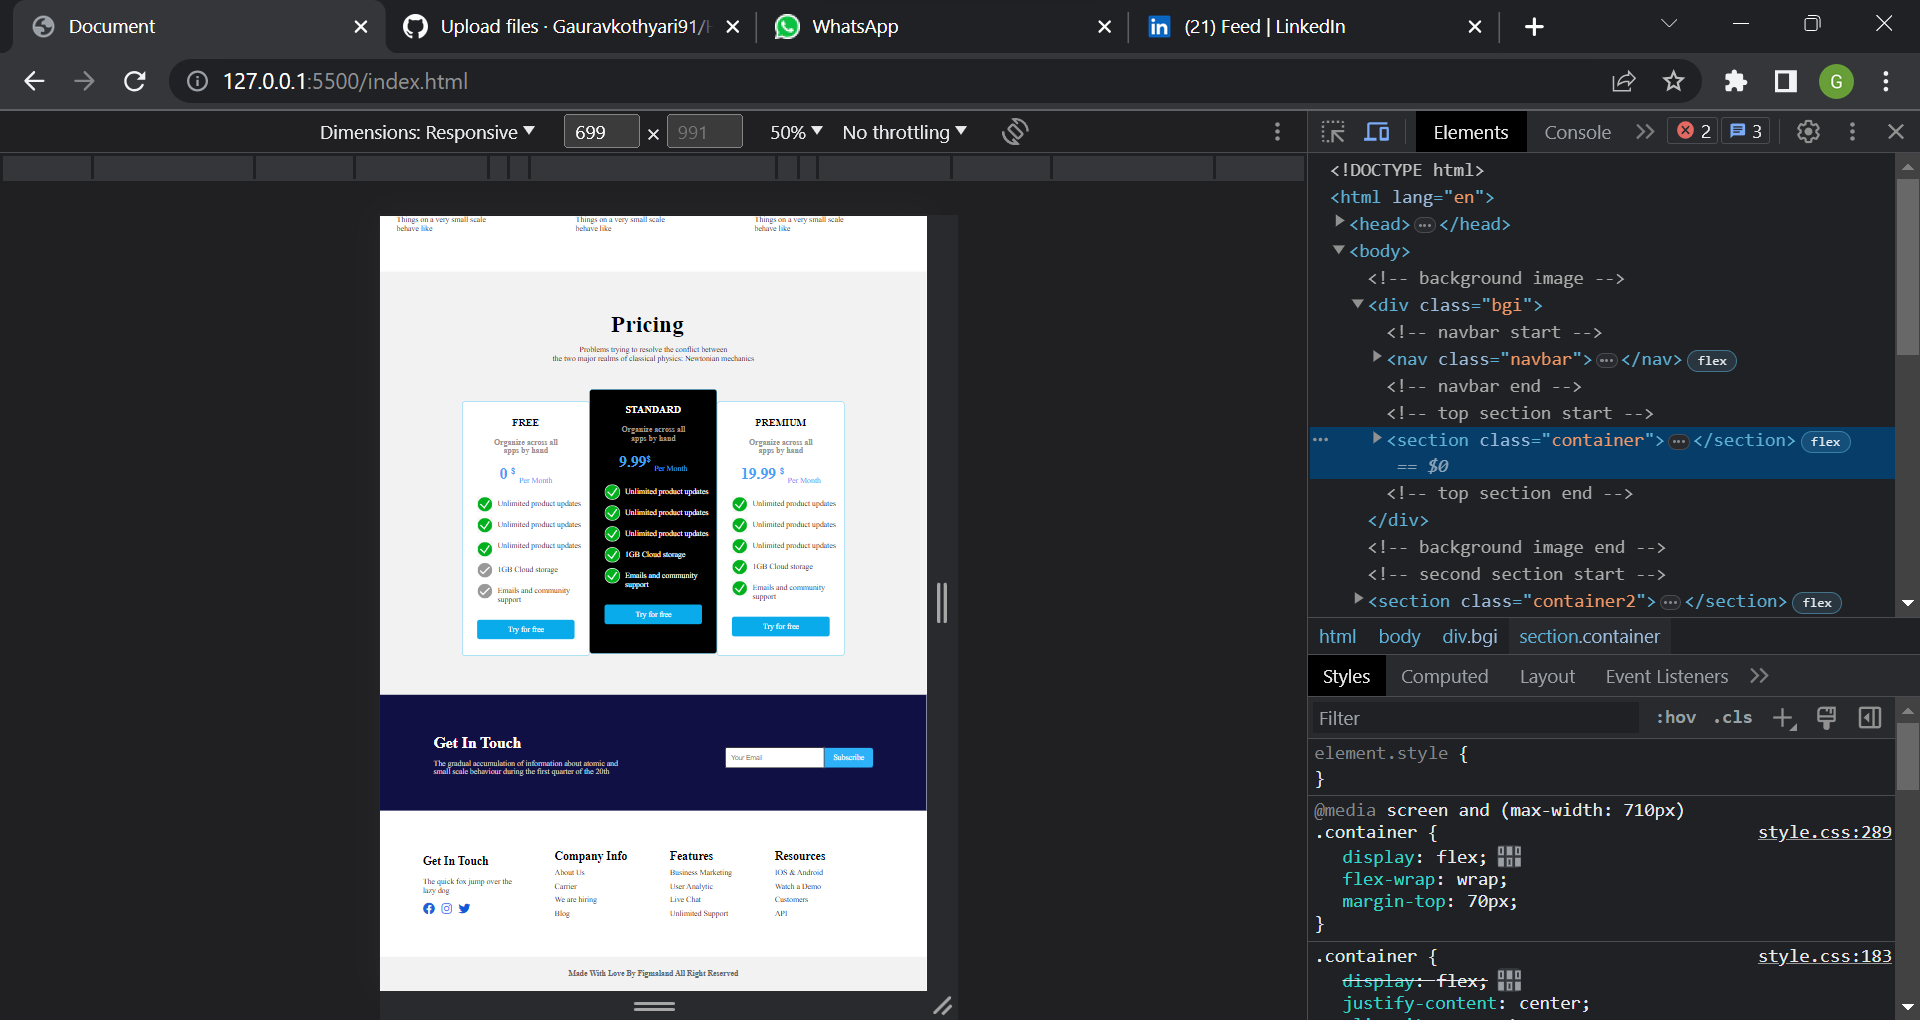 Document
Upload files · Gauravkothyari91/
WhatsApp
(21) Feed | LinkedIn
127.0.0.1:5500/index.html
G
Dimensions: Responsive
699
×
991
50%
No throttling
Elements
Console
2
3
Things on a very small scale
behave like
Things on a very small scale
behave like
Things on a very small scale
behave like
Pricing
Problems trying to resolve the conflict between
the two major realms of classical physics: Newtonian mechanics
FREE
Organize across all
apps by hand
0 $
Per Month
Unlimited product updates
Unlimited product updates
Unlimited product updates
1GB Cloud storage
Emails and community
support
Try for free
STANDARD
Organize across all
apps by hand
9.99$
Per Month
Unlimited product updates
Unlimited product updates
Unlimited product updates
1GB Cloud storage
Emails and community
support
Try for free
PREMIUM
Organize across all
apps by hand
19.99 $
Per Month
Unlimited product updates
Unlimited product updates
Unlimited product updates
1GB Cloud storage
Emails and community
support
Try for free
Get In Touch
The gradual accumulation of information about atomic and
small scale behaviour during the first quarter of the 20th
Your Email
Subscribe
Get In Touch
The quick fox jump over the
lazy dog
Company Info
About Us
Carrier
We are hiring
Blog
Features
Business Marketing
User Analytic
Live Chat
Unlimited Support
Resources
IOS & Android
Watch a Demo
Customers
API
Made With Love By Figmaland All Right Reserved
<!DOCTYPE html>
<html lang="en">
<head> ••• </head>
<body>
<!-- background image -->
<div class="bgi">
<!-- navbar start -->
<nav class="navbar"> ••• </nav> flex
<!-- navbar end -->
<!-- top section start -->
<section class="container"> ••• </section> flex
== $0
<!-- top section end -->
</div>
<!-- background image end -->
<!-- second section start -->
<section class="container2"> ••• </section> flex
html body div.bgi section.container
Styles Computed Layout Event Listeners
Filter
:hov .cls
element.style {
}
@media screen and (max-width: 710px)
.container {
style.css:289
display: flex;
flex-wrap: wrap;
margin-top: 70px;
}
.container {
style.css:183
display: flex;
justify-content: center;